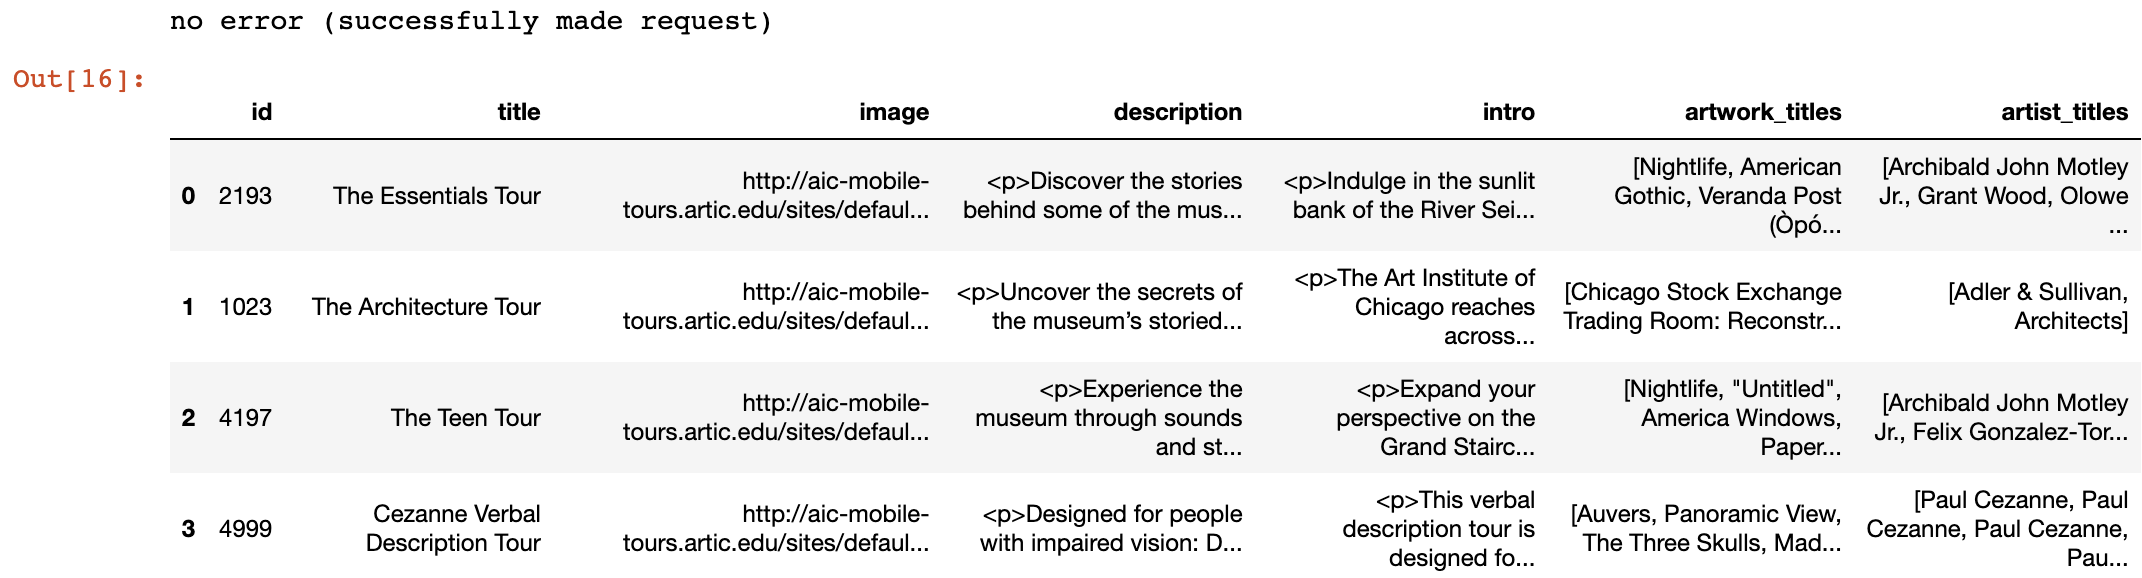 no error (successfully made request)
Out[16]:
id title image description intro artwork_titles artist_titles
0 2193 The Essentials Tour http://aic-mobile-tours.artic.edu/sites/defaul... <p>Discover the stories behind some of the mus... <p>Indulge in the sunlit bank of the River Sei... [Nightlife, American Gothic, Veranda Post (Òpó... [Archibald John Motley Jr., Grant Wood, Olowe ...
1 1023 The Architecture Tour http://aic-mobile-tours.artic.edu/sites/defaul... <p>Uncover the secrets of the museum’s storied... <p>The Art Institute of Chicago reaches across... [Chicago Stock Exchange Trading Room: Reconstr... [Adler & Sullivan, Architects]
2 4197 The Teen Tour http://aic-mobile-tours.artic.edu/sites/defaul... <p>Experience the museum through sounds and st... <p>Expand your perspective on the Grand Stairc... [Nightlife, "Untitled", America Windows, Paper... [Archibald John Motley Jr., Felix Gonzalez-Tor...
3 4999 Cezanne Verbal Description Tour http://aic-mobile-tours.artic.edu/sites/defaul... <p>Designed for people with impaired vision: D... <p>This verbal description tour is designed fo... [Auvers, Panoramic View, The Three Skulls, Mad... [Paul Cezanne, Paul Cezanne, Paul Cezanne, Pau...